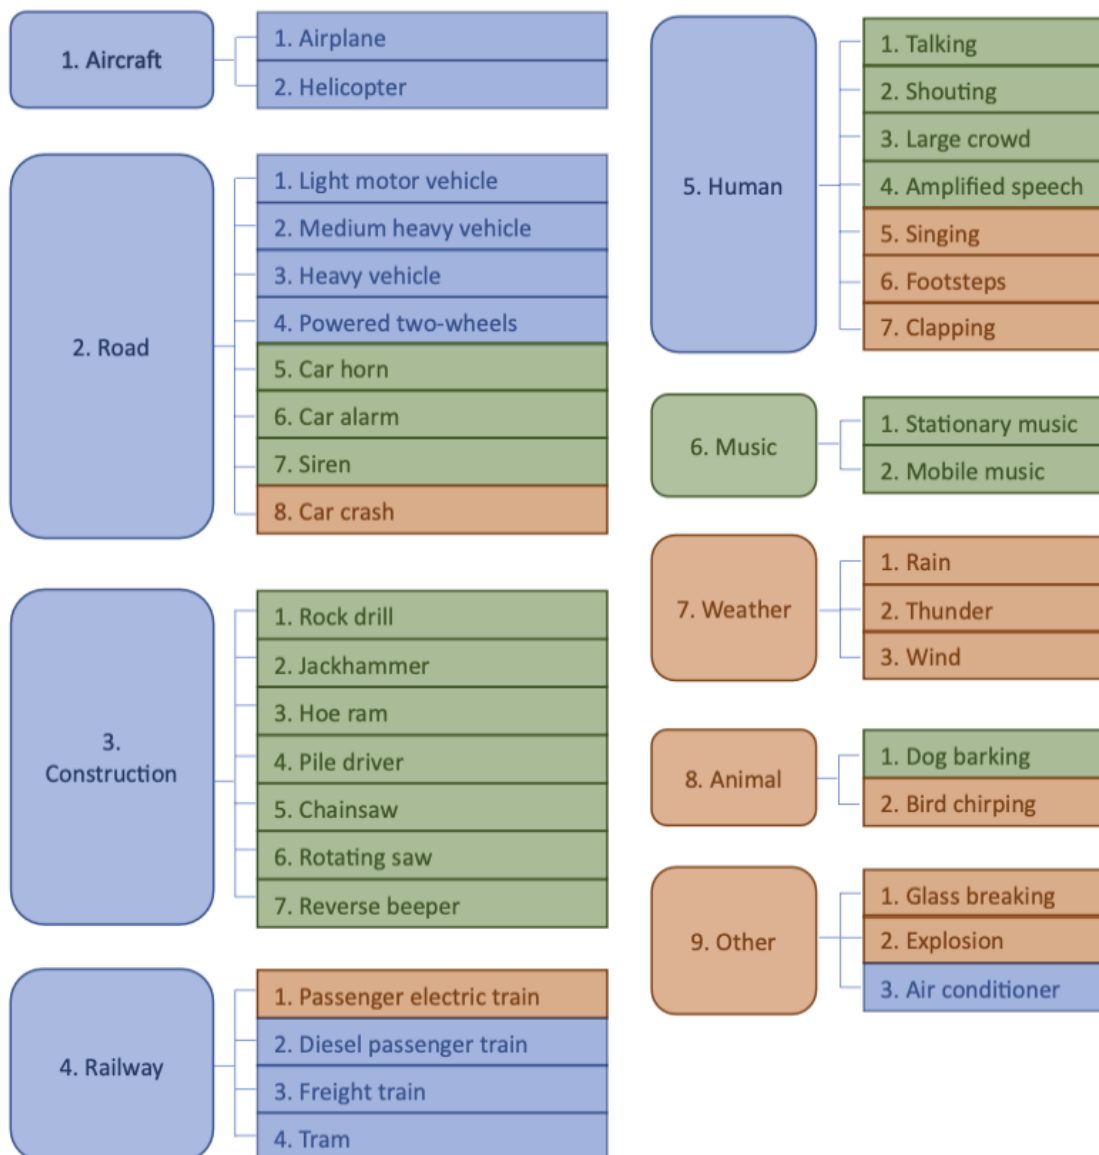 1. Aircraft
1. Airplane
2. Helicopter
2. Road
1. Light motor vehicle
2. Medium heavy vehicle
3. Heavy vehicle
4. Powered two-wheels
5. Car horn
6. Car alarm
7. Siren
8. Car crash
3.
Construction
1. Rock drill
2. Jackhammer
3. Hoe ram
4. Pile driver
5. Chainsaw
6. Rotating saw
7. Reverse beeper
4. Railway
1. Passenger electric train
2. Diesel passenger train
3. Freight train
4. Tram
5. Human
1. Talking
2. Shouting
3. Large crowd
4. Amplified speech
5. Singing
6. Footsteps
7. Clapping
6. Music
1. Stationary music
2. Mobile music
7. Weather
1. Rain
2. Thunder
3. Wind
8. Animal
1. Dog barking
2. Bird chirping
9. Other
1. Glass breaking
2. Explosion
3. Air conditioner